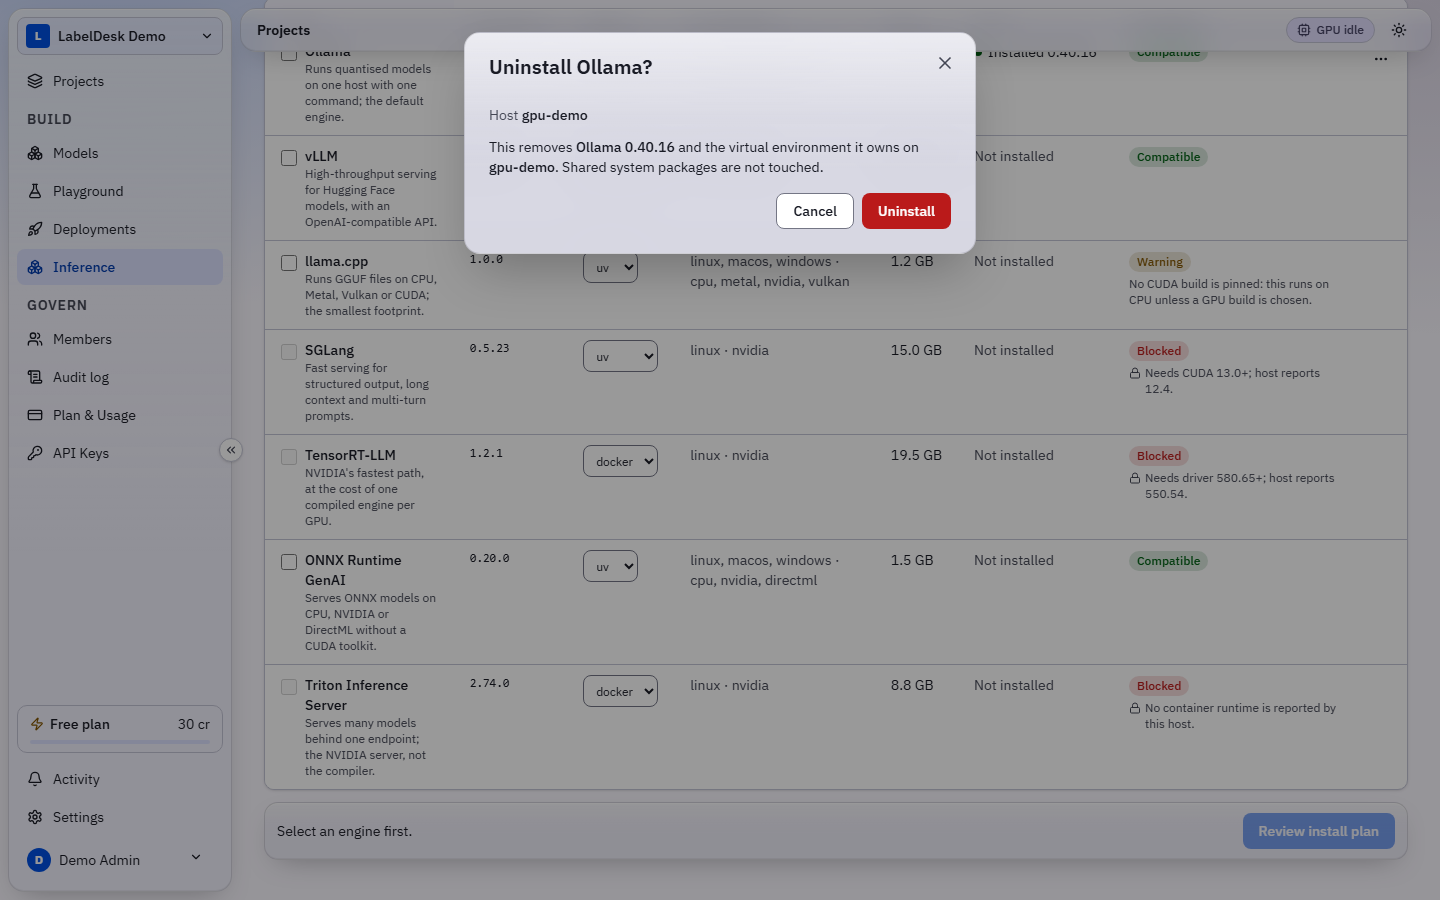 L LabelDesk Demo
Projects
BUILD
Models
Playground
Deployments
Inference
GOVERN
Members
Audit log
Plan & Usage
API Keys
Free plan 30 cr
Activity
Settings
D Demo Admin
Projects
GPU idle
Uninstall Ollama?
Host gpu-demo
This removes Ollama 0.40.16 and the virtual environment it owns on
gpu-demo. Shared system packages are not touched.
Cancel
Uninstall
Ollama
Runs quantised models
on one host with one
command; the default
engine.
Installed 0.40.16
Compatible
vLLM
High-throughput serving
for Hugging Face
models, with an
OpenAI-compatible API.
Not installed
Compatible
llama.cpp
Runs GGUF files on CPU,
Metal, Vulkan or CUDA;
the smallest footprint.
1.0.0
uv
linux, macos, windows ·
cpu, metal, nvidia, vulkan
1.2 GB
Not installed
Warning
No CUDA build is pinned: this runs on
CPU unless a GPU build is chosen.
SGLang
Fast serving for
structured output, long
context and multi-turn
prompts.
0.5.23
uv
linux · nvidia
15.0 GB
Not installed
Blocked
Needs CUDA 13.0+; host reports
12.4.
TensorRT-LLM
NVIDIA's fastest path,
at the cost of one
compiled engine per
GPU.
1.2.1
docker
linux · nvidia
19.5 GB
Not installed
Blocked
Needs driver 580.65+; host reports
550.54.
ONNX Runtime
GenAI
Serves ONNX models on
CPU, NVIDIA or
DirectML without a
CUDA toolkit.
0.20.0
uv
linux, macos, windows ·
cpu, nvidia, directml
1.5 GB
Not installed
Compatible
Triton Inference
Server
Serves many models
behind one endpoint;
the NVIDIA server, not
the compiler.
2.74.0
docker
linux · nvidia
8.8 GB
Not installed
Blocked
No container runtime is reported by
this host.
Select an engine first.
Review install plan